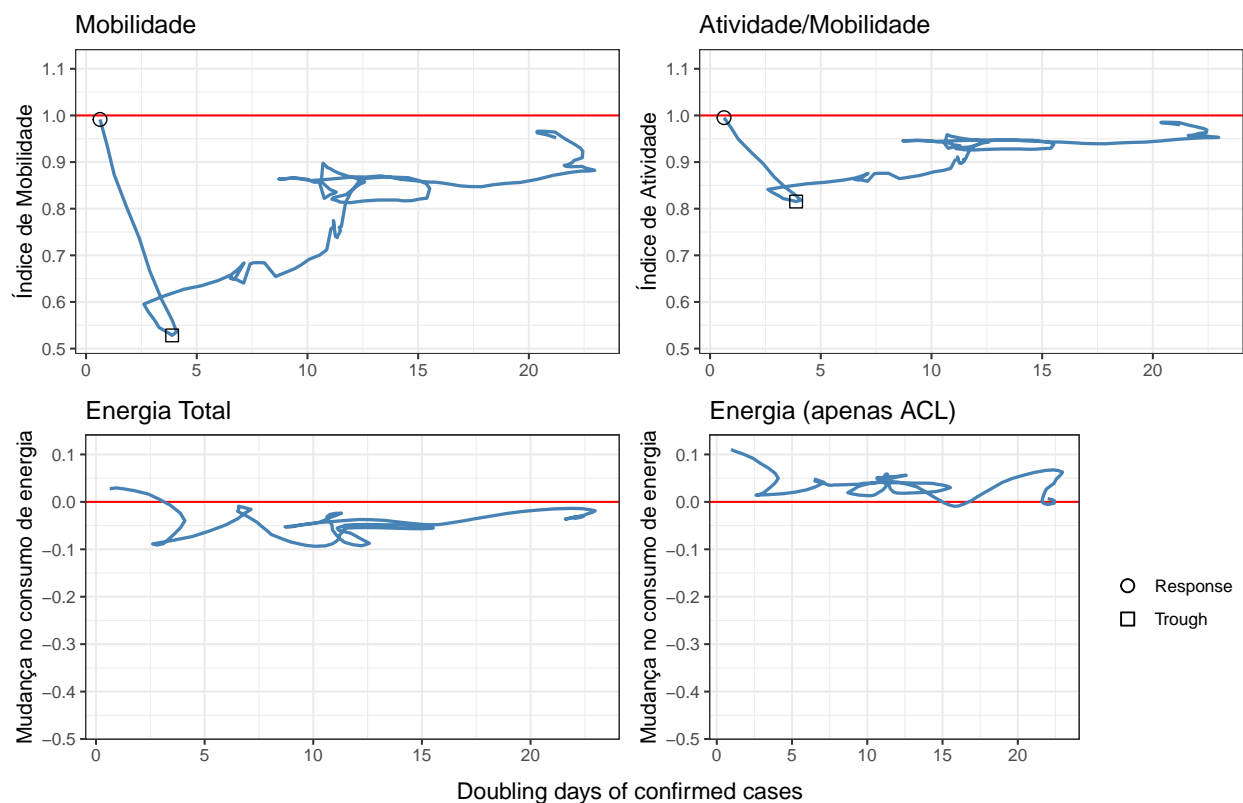 Mobilidade
Atividade/Mobilidade
Índice de Mobilidade
1.1
1.0
0.9
0.8
0.7
0.6
0.5
0 5 10 15 20
Índice de Atividade
1.1
1.0
0.9
0.8
0.7
0.6
0.5
0 5 10 15 20
Energia Total
Energia (apenas ACL)
Mudança no consumo de energia
0.1
0.0
−0.1
−0.2
−0.3
−0.4
−0.5
0 5 10 15 20
Mudança no consumo de energia
0.1
0.0
−0.1
−0.2
−0.3
−0.4
−0.5
0 5 10 15 20
Response
Trough
Doubling days of confirmed cases